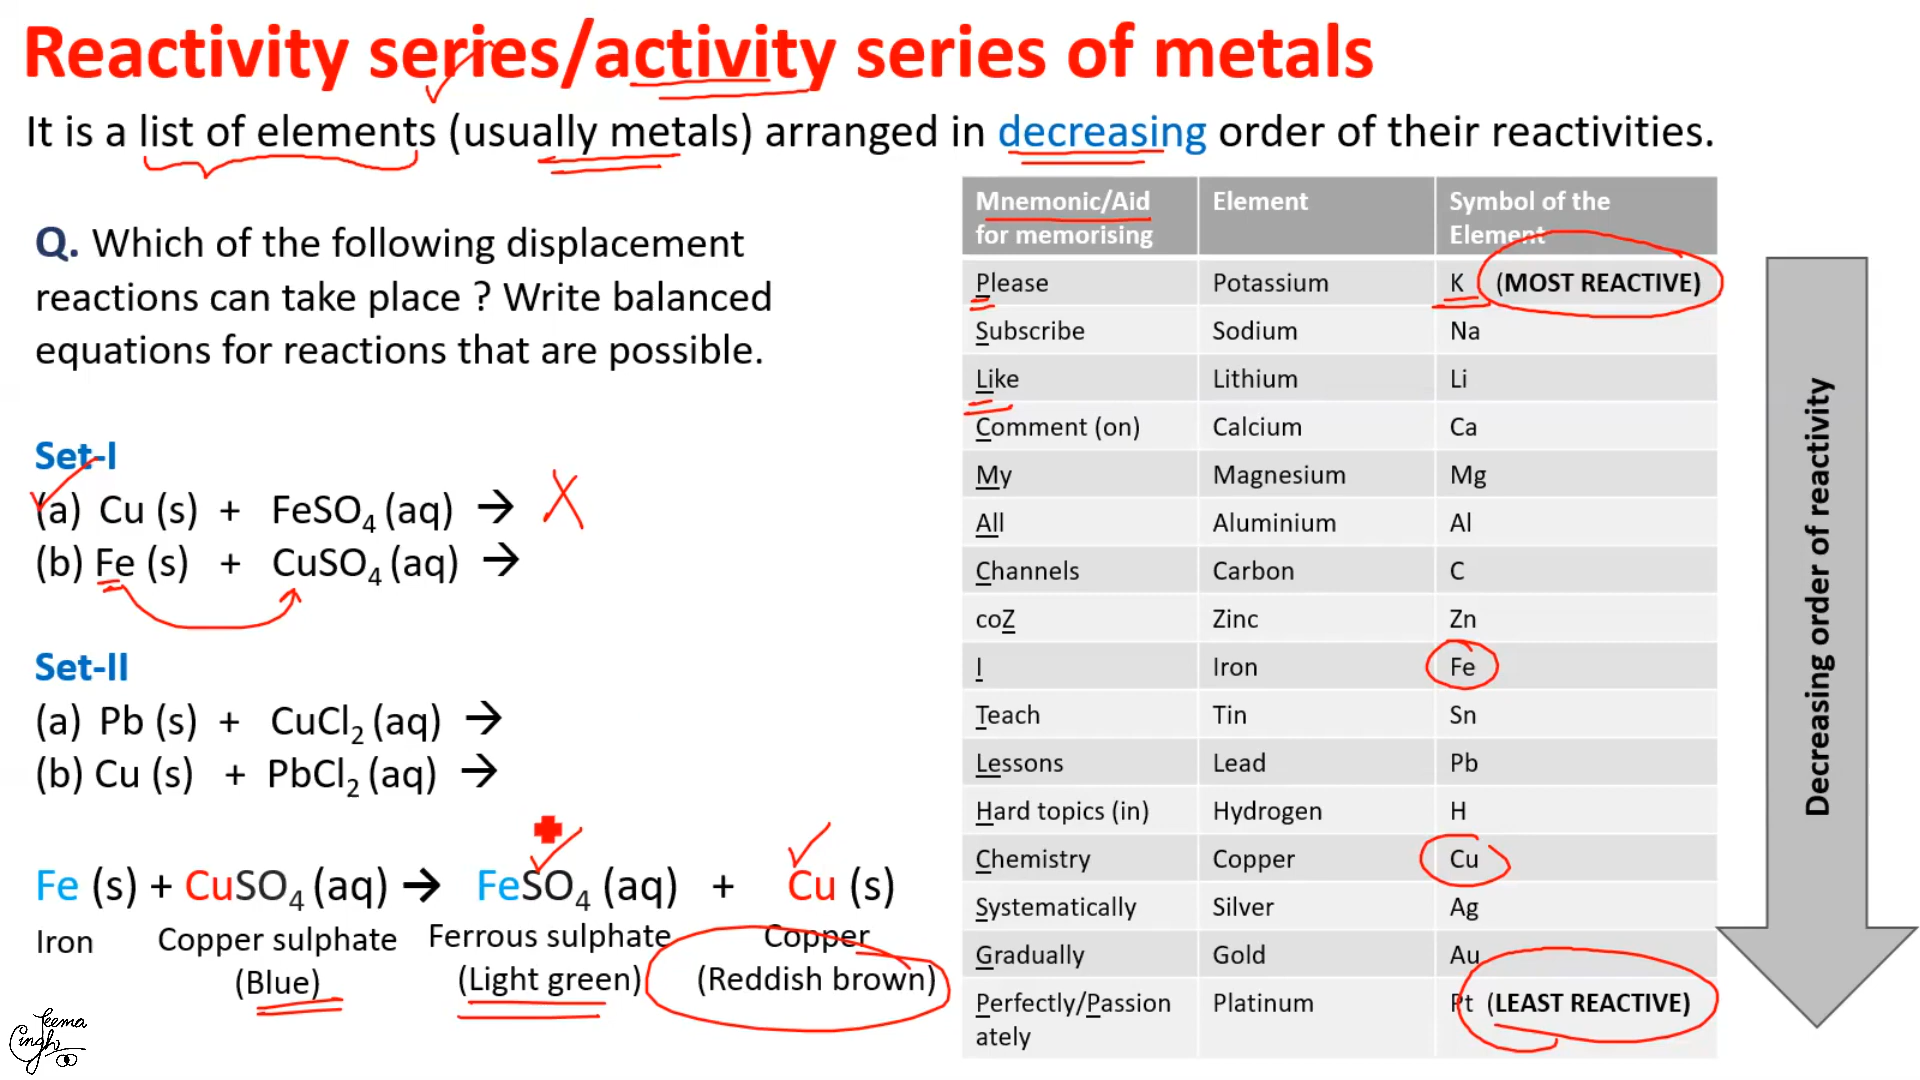 Reactivity series/activity series of metals
It is a list of elements (usually metals) arranged in decreasing order of their reactivities.
Q. Which of the following displacement
reactions can take place ? Write balanced
equations for reactions that are possible.
Set-I
(a) Cu (s) + FeSO₄ (aq) → X
(b) Fe (s) + CuSO₄ (aq) →
Set-II
(a) Pb (s) + CuCl₂ (aq) →
(b) Cu (s) + PbCl₂ (aq) →
Fe (s) + CuSO₄ (aq) → FeSO₄ (aq) + Cu (s)
Iron Copper sulphate Ferrous sulphate Copper
(Blue) (Light green) (Reddish brown)
Seema
Singh
Mnemonic/Aid for memorising Element Symbol of the Element
Please Potassium K (MOST REACTIVE)
Subscribe Sodium Na
Like Lithium Li
Comment (on) Calcium Ca
My Magnesium Mg
All Aluminium Al
Channels Carbon C
coZ Zinc Zn
I Iron Fe
Teach Tin Sn
Lessons Lead Pb
Hard topics (in) Hydrogen H
Chemistry Copper Cu
Systematically Silver Ag
Gradually Gold Au
Perfectly/Passion Platinum Pt (LEAST REACTIVE)
ately
Decreasing order of reactivity